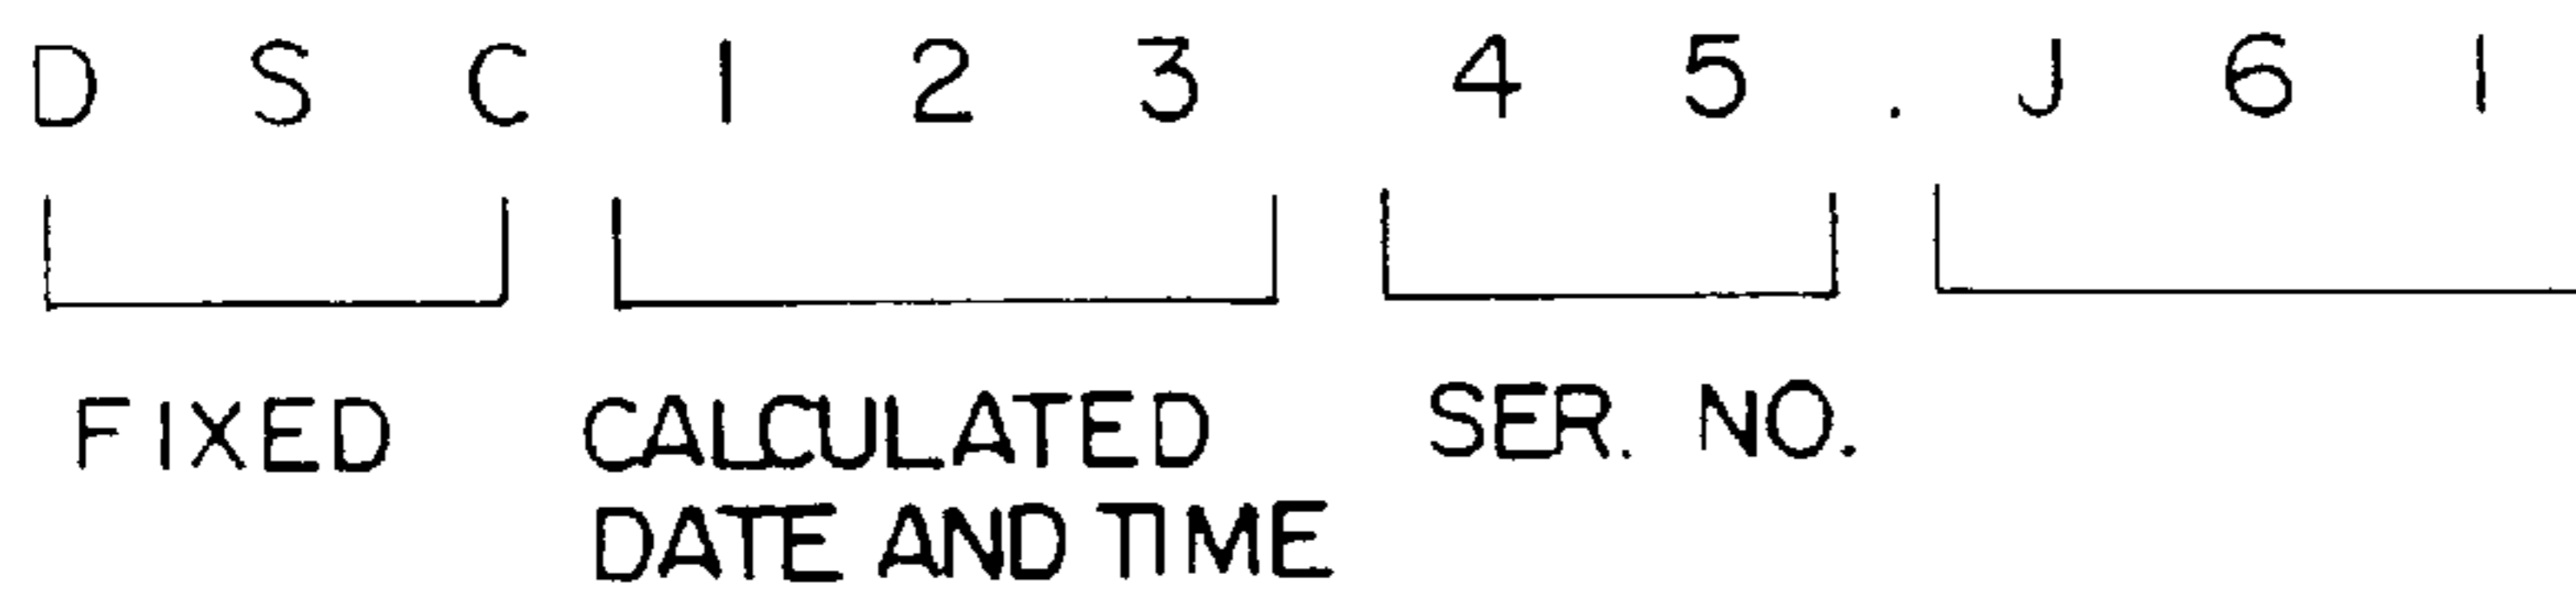 D S C 1 2 3 4 5 . J 6 1
FIXED CALCULATED SER. NO.
DATE AND TIME